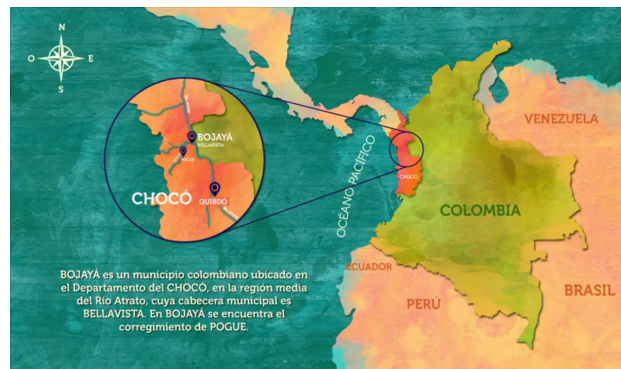 N
O
E
S
VENEZUELA
BOJAYÁ
BELLAVISTA
POGUE
CHOCÓ
QUIBDÓ
OCÉANO PACÍFICO
CHOCÓ
COLOMBIA
ECUADOR
PERÚ
BRASIL
BOJAYÁ es un municipio colombiano ubicado en
el Departamento del CHOCÓ, en la región media
del Río Atrato, cuya cabecera municipal es
BELLAVISTA. En BOJAYÁ se encuentra el
corregimiento de POGUE.